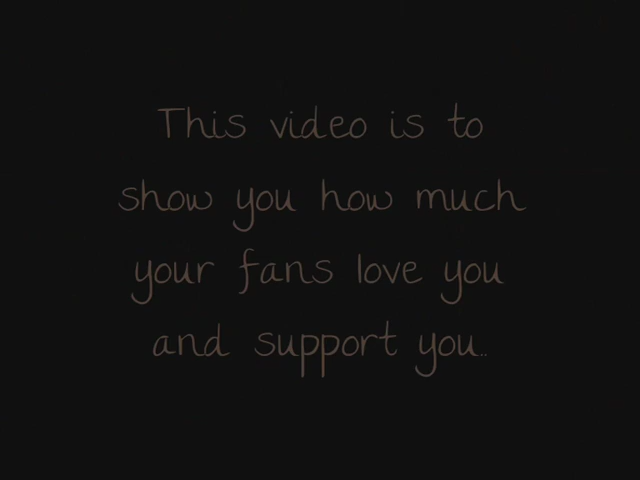 This video is to
show you how much
your fans love you
and support you..